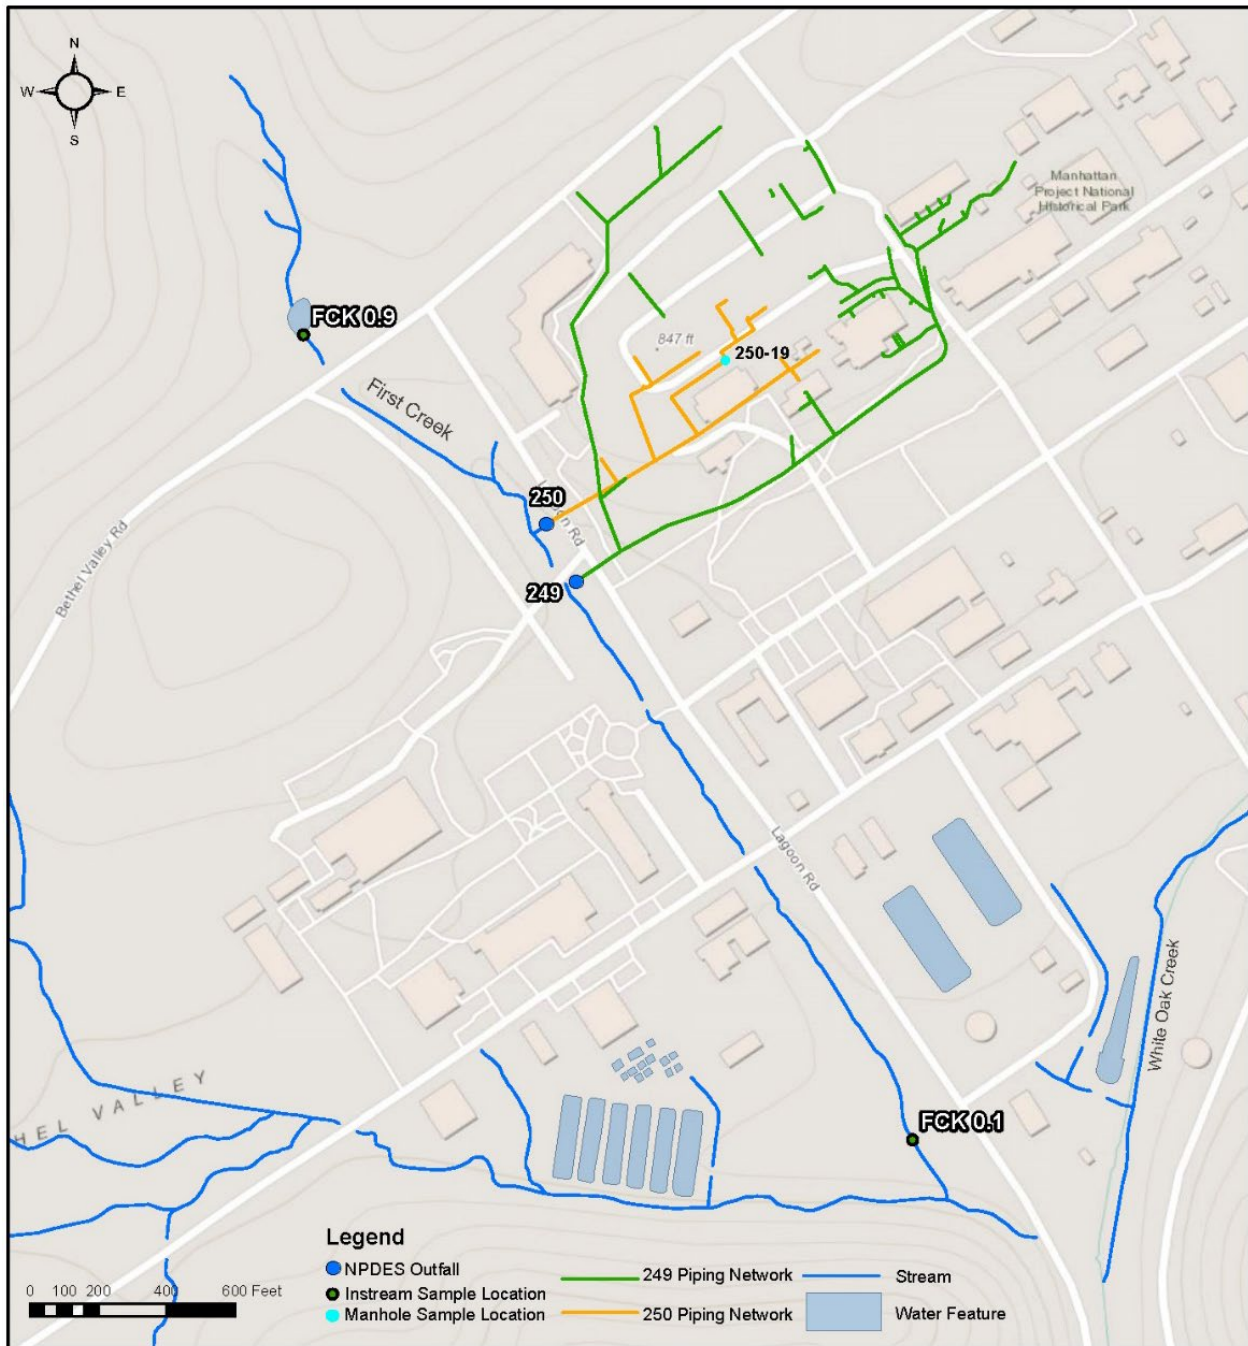 N
W E
S
Manhattan
Project National
Historical Park
FCK 0.9
847 ft
250-19
First Creek
250
Lagoon Rd
249
Bethel Valley Rd
Lagoon Rd
White Oak Creek
HEL VALLEY
FCK 0.1
Legend
NPDES Outfall
Instream Sample Location
Manhole Sample Location
249 Piping Network
250 Piping Network
Stream
Water Feature
0 100 200 400 600 Feet